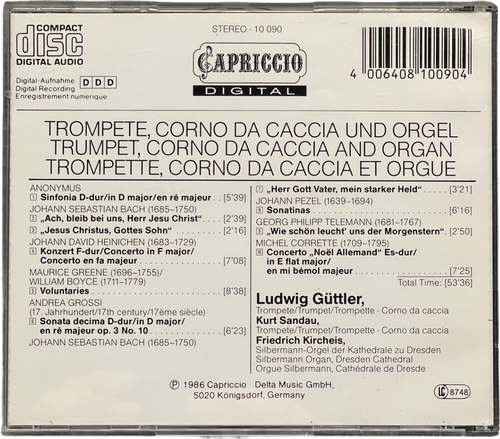 COMPACT
disc
DIGITAL AUDIO
Digital-Aufnahme
Digital Recording
Enregistrement numerique
DDD
STEREO - 10 090
CAPRICCIO
DIGITAL
4 006408 100904
TROMPETE, CORNO DA CACCIA UND ORGEL
TRUMPET, CORNO DA CACCIA AND ORGAN
TROMPETTE, CORNO DA CACCIA ET ORGUE
ANONYMUS
1 Sinfonia D-dur/in D major/en ré majeur [5'39]
JOHANN SEBASTIAN BACH (1685-1750)
2 „Ach, bleib bei uns, Herr Jesu Christ“ [2'39]
3 „Jesus Christus, Gottes Sohn“ [2'16]
JOHANN DAVID HEINICHEN (1683-1729)
4 Konzert F-dur/Concerto in F major/
Concerto en fa majeur [7'08]
MAURICE GREENE (1696-1755)/
WILLIAM BOYCE (1711-1779)
5 Voluntaries [8'38]
ANDREA GROSSI
(17. Jahrhundert/17th century/17ème siècle)
6 Sonata decima D-dur/in D major/
en ré majeur op. 3 No. 10 [6'23]
JOHANN SEBASTIAN BACH (1685-1750)
7 „Herr Gott Vater, mein starker Held“ [3'21]
JOHANN PEZEL (1639-1694)
8 Sonatinas [6'16]
GEORG PHILIPP TELEMANN (1681-1767)
9 „Wie schön leucht' uns der Morgenstern“ [2'50]
MICHEL CORRETTE (1709-1795)
10 Concerto „Noël Allemand“ Es-dur/
in E flat major/
en mi bémol majeur [7'25]
Total Time: [53'36]
Ludwig Güttler,
Trompete/Trumpet/Trompette - Corno da caccia
Kurt Sandau,
Trompete/Trumpet/Trompette - Corno da caccia
Friedrich Kircheis,
Silbermann-Orgel der Kathedrale zu Dresden
Silbermann Organ, Dresden Cathedral
Orgue Silbermann, Cathédrale de Dresde
℗ 1986 Capriccio Delta Music GmbH,
5020 Königsdorf, Germany
LC 8748